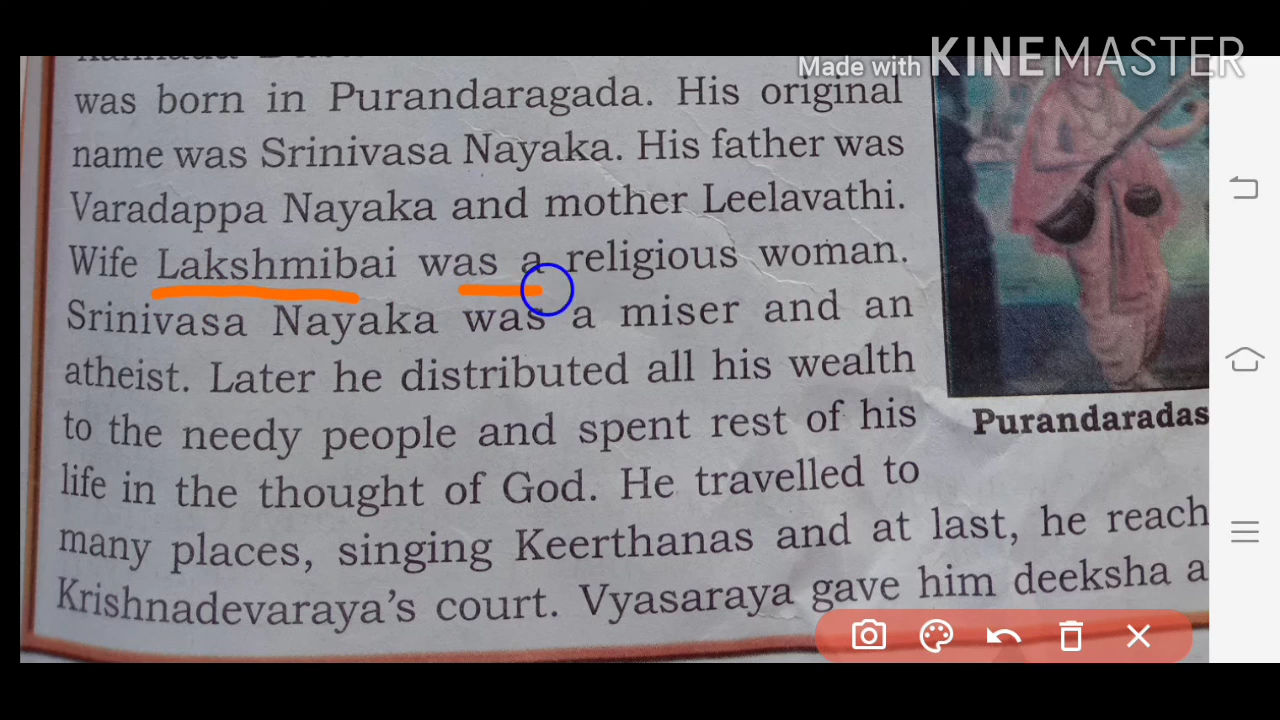 Made with KINEMASTER
was born in Purandaragada. His original
name was Srinivasa Nayaka. His father was
Varadappa Nayaka and mother Leelavathi.
Wife Lakshmibai was a religious woman.
Srinivasa Nayaka was a miser and an
atheist. Later he distributed all his wealth
to the needy people and spent rest of his
life in the thought of God. He travelled to
many places, singing Keerthanas and at last, he reach
Krishnadevaraya's court. Vyasaraya gave him deeksha a
Purandaradas